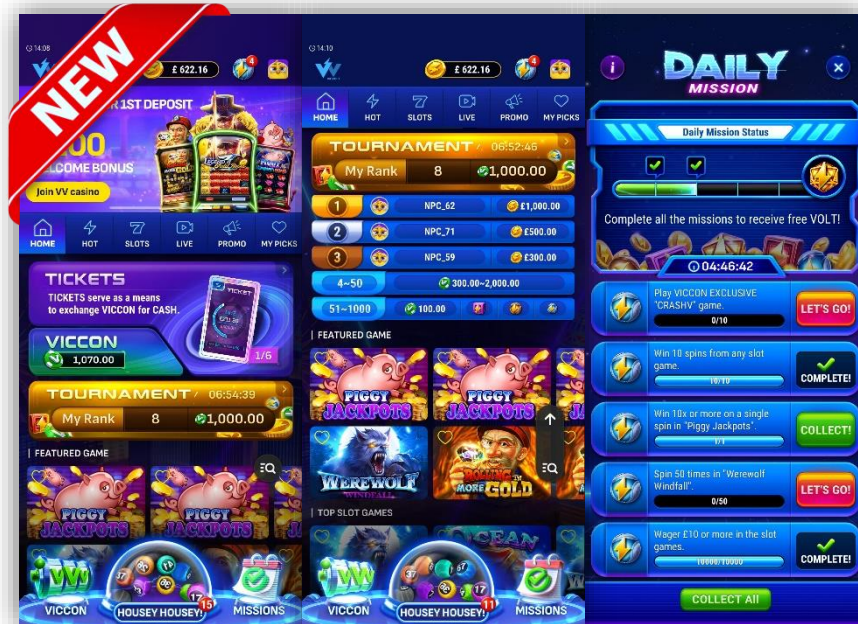 NEW
14:08
£ 622.16
4
R 1ST DEPOSIT
00
WELCOME BONUS
Join VV casino
HOME
HOT
SLOTS
LIVE
PROMO
MY PICKS
TICKETS
TICKETS serve as a means
to exchange VICCON for CASH.
TICKET
1/6
VICCON
1,070.00
TOURNAMENT
06:54:39
My Rank
8
1,000.00
FEATURED GAME
PIGGY
JACKPOTS
PIGGY
JACKPOTS
VICCON
HOUSEY HOUSEY!
15
MISSIONS
14:10
£ 622.16
4
HOME
HOT
SLOTS
LIVE
PROMO
MY PICKS
TOURNAMENT
06:52:46
My Rank
8
1,000.00
1
NPC_62
£1,000.00
2
NPC_71
£500.00
3
NPC_59
£300.00
4~50
300.00~2,000.00
51~1000
100.00
FEATURED GAME
PIGGY
JACKPOTS
PIGGY
JACKPOTS
WEREWOLF
WINDFALL
ROLLING
MORE GOLD
TOP SLOT GAMES
OCEAN
VICCON
HOUSEY HOUSEY!
11
MISSIONS
DAILY
MISSION
Daily Mission Status
Complete all the missions to receive free VOLT!
04:46:42
Play VICCON EXCLUSIVE
"CRASHV" game.
0/10
LET'S GO!
Win 10 spins from any slot
game.
10/10
COMPLETE!
Win 10x or more on a single
spin in "Piggy Jackpots".
COLLECT!
Spin 50 times in "Werewolf
Windfall".
0/50
LET'S GO!
Wager £10 or more in the slot
games.
10000/10000
COMPLETE!
COLLECT All